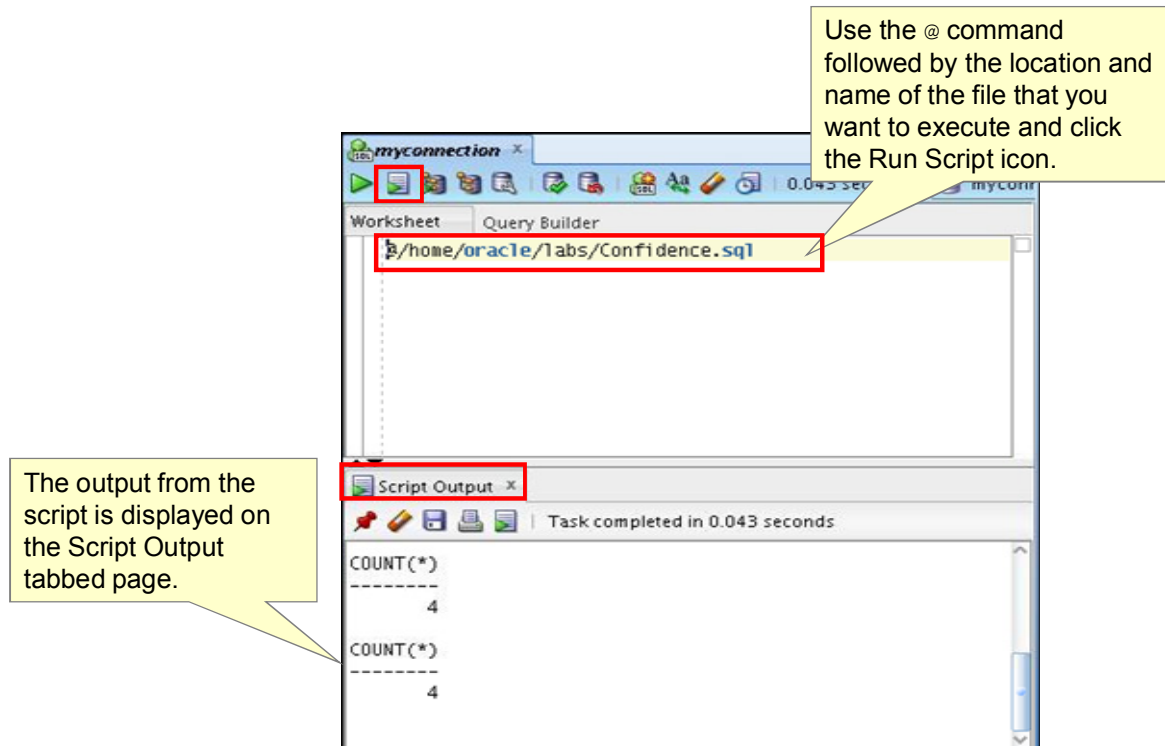 Use the @ command
followed by the location and
name of the file that you
want to execute and click
the Run Script icon.
myconnection
SQL
0.043 sec
myconn
Worksheet Query Builder
@/home/oracle/labs/Confidence.sql
The output from the
script is displayed on
the Script Output
tabbed page.
Script Output
Task completed in 0.043 seconds
COUNT(*)
--------
4
COUNT(*)
--------
4